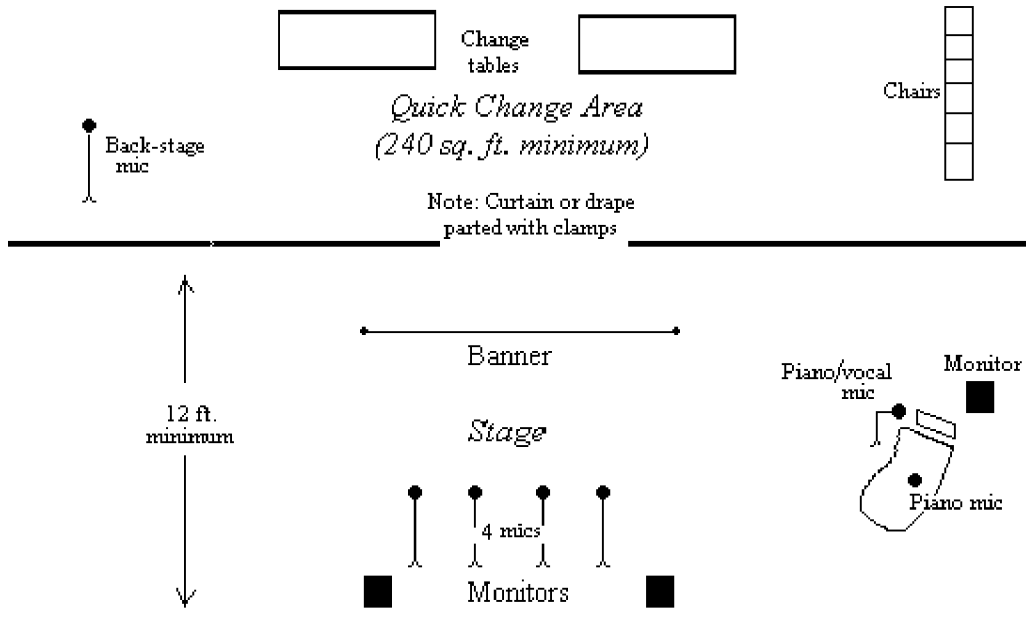 Change
tables
Quick Change Area
(240 sq. ft. minimum)
Chairs
Back-stage
mic
Note: Curtain or drape
parted with clamps
Banner
Piano/vocal
mic
Monitor
12 ft.
minimum
Stage
Piano mic
4 mics
Monitors